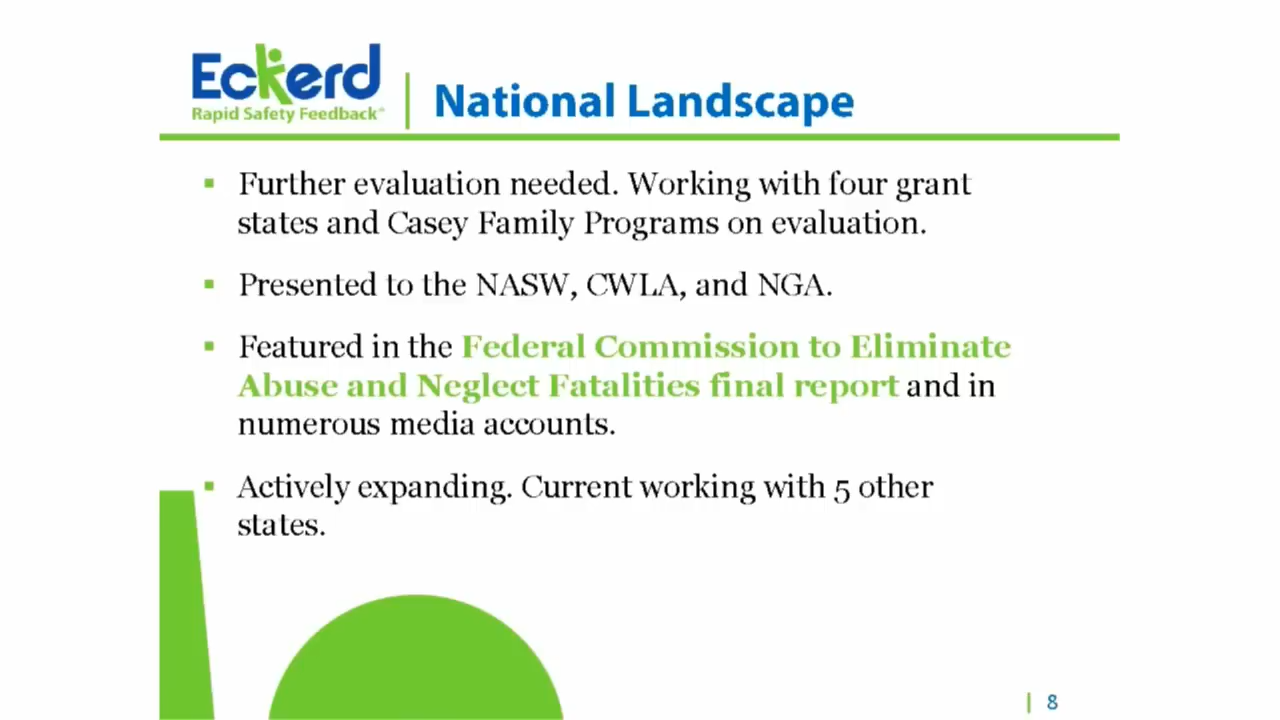 Eckerd
Rapid Safety Feedback®
National Landscape
▪ Further evaluation needed. Working with four grant
states and Casey Family Programs on evaluation.
▪ Presented to the NASW, CWLA, and NGA.
▪ Featured in the Federal Commission to Eliminate
Abuse and Neglect Fatalities final report and in
numerous media accounts.
▪ Actively expanding. Current working with 5 other
states.
8